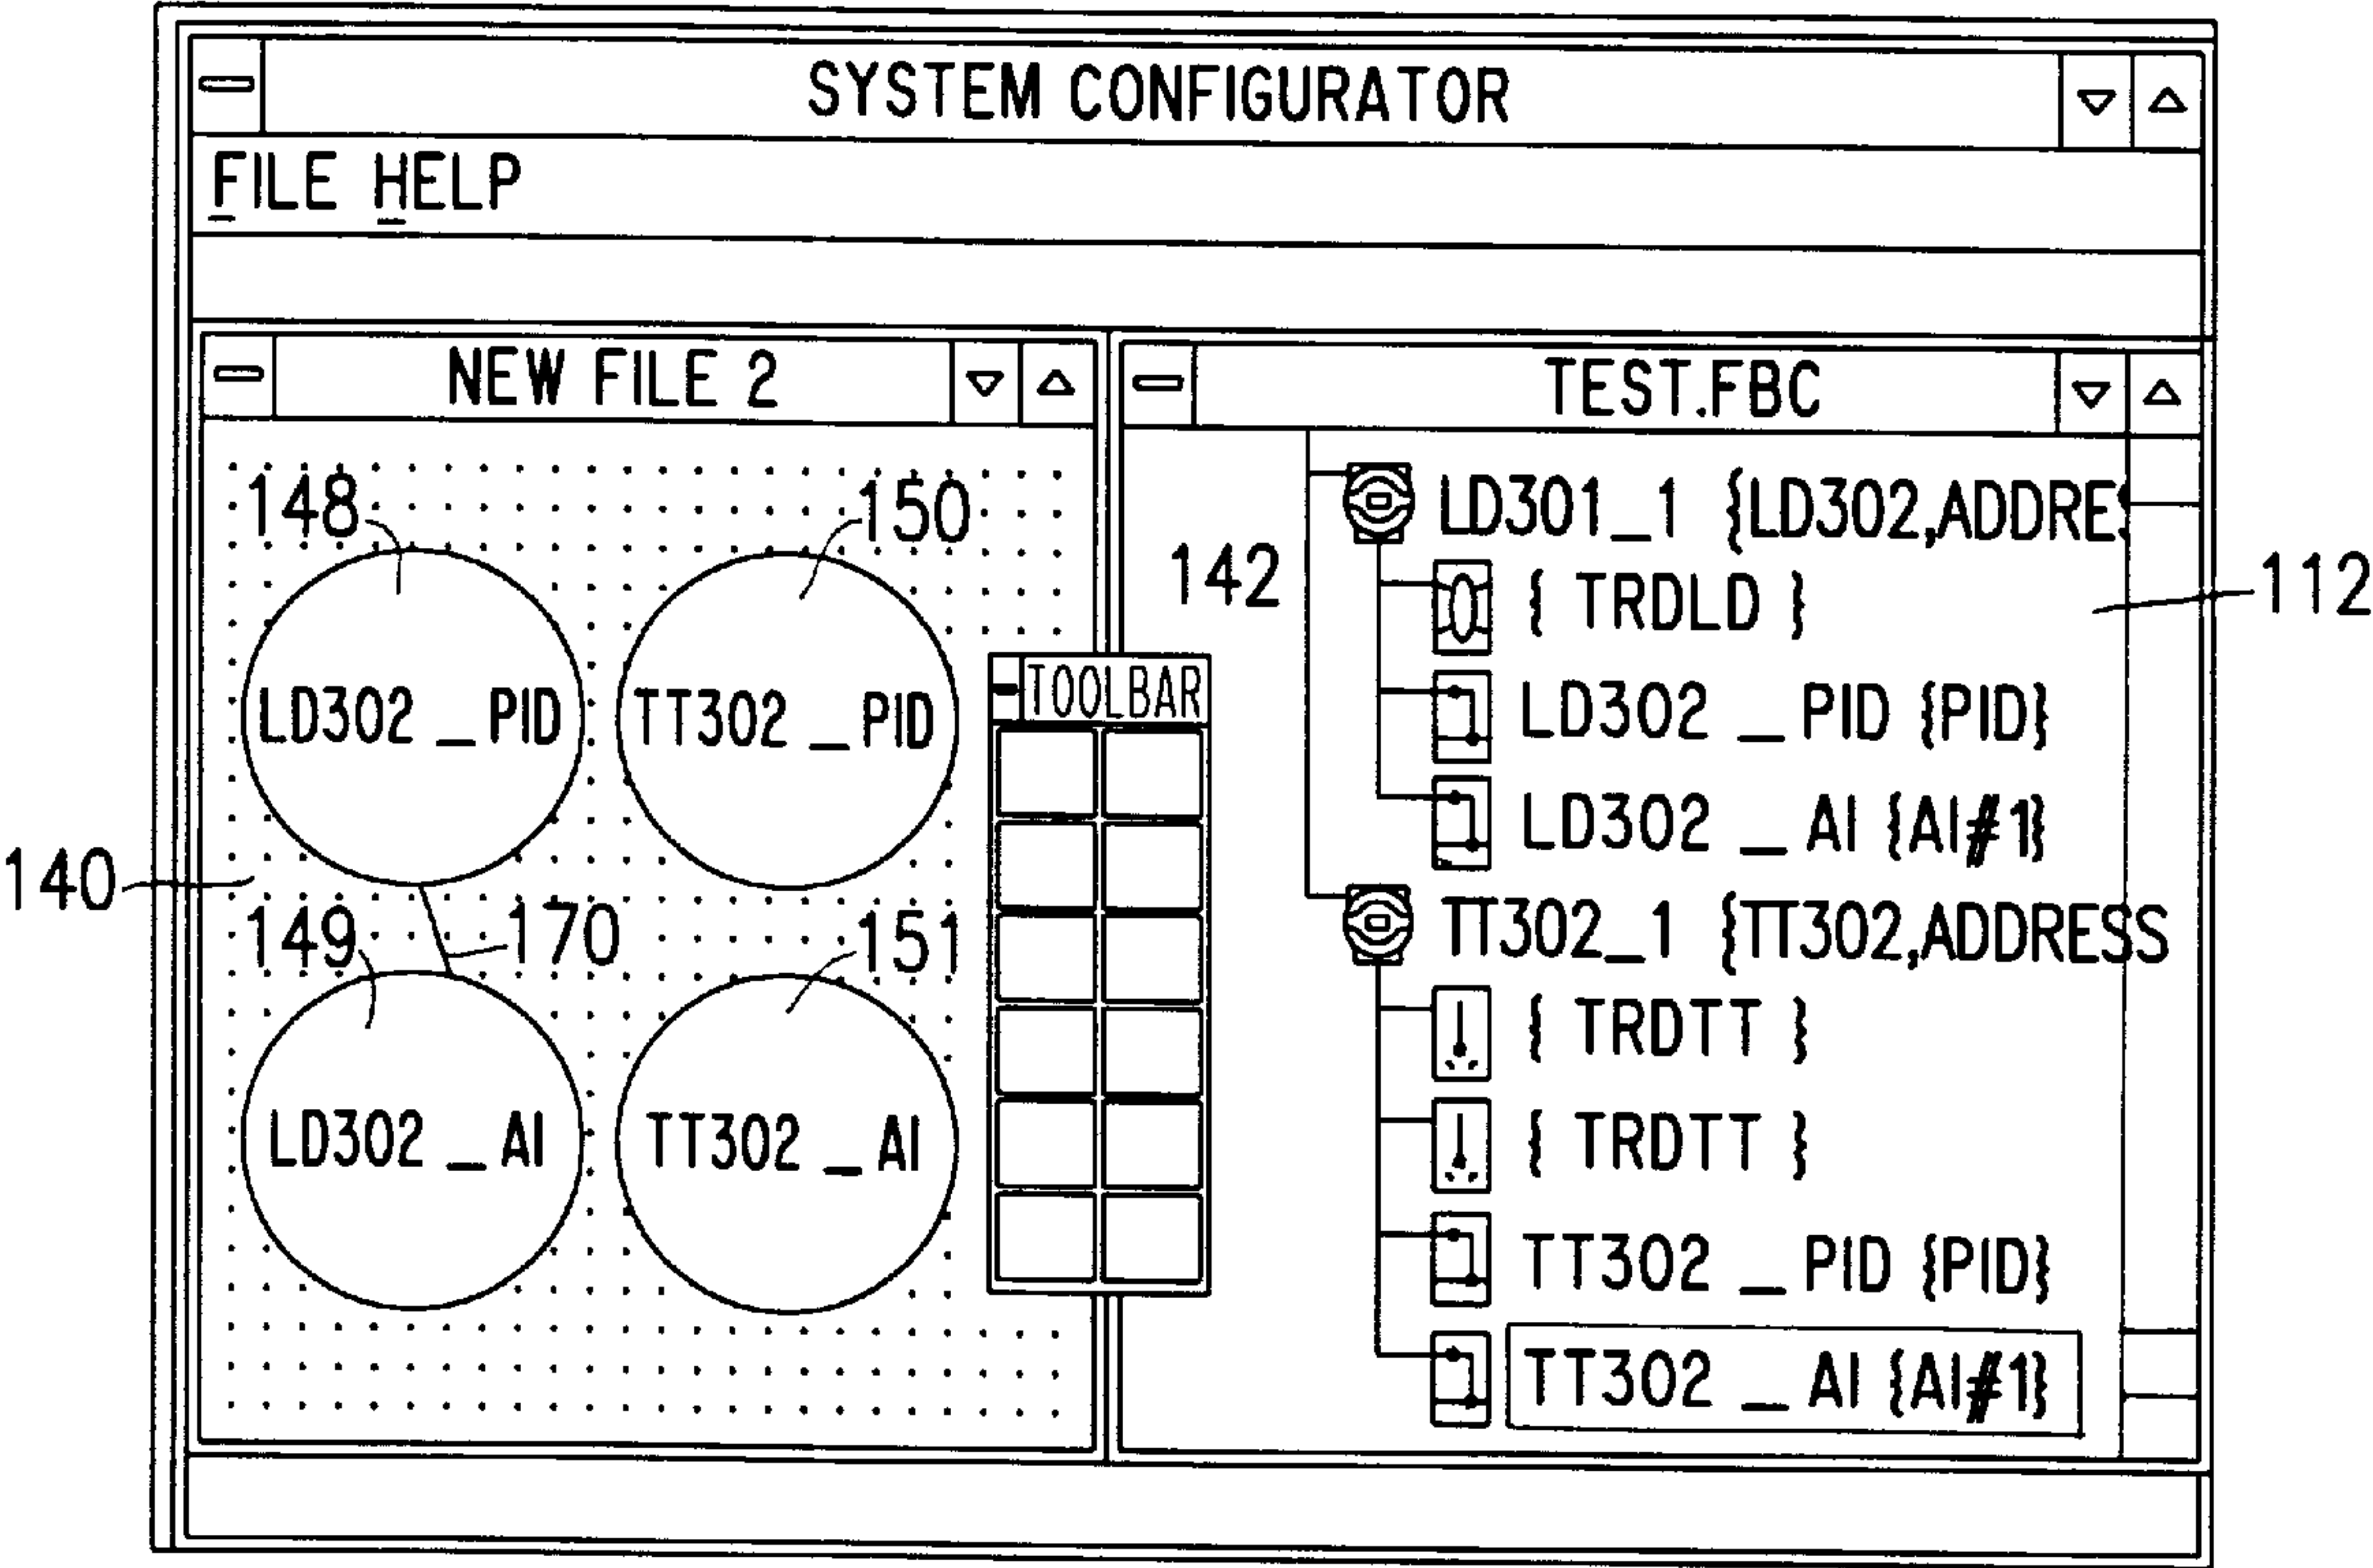 SYSTEM CONFIGURATOR
FILE HELP
NEW FILE 2
148
150
LD302 _ PID
TT302 _ PID
140
149
170
151
LD302 _ AI
TT302 _ AI
TOOLBAR
TEST.FBC
142
LD301_1 {LD302,ADDRES
{ TRDLD }
112
LD302 _ PID {PID}
LD302 _ AI {AI#1}
TT302_1 {TT302,ADDRESS
{ TRDTT }
{ TRDTT }
TT302 _ PID {PID}
TT302 _ AI {AI#1}